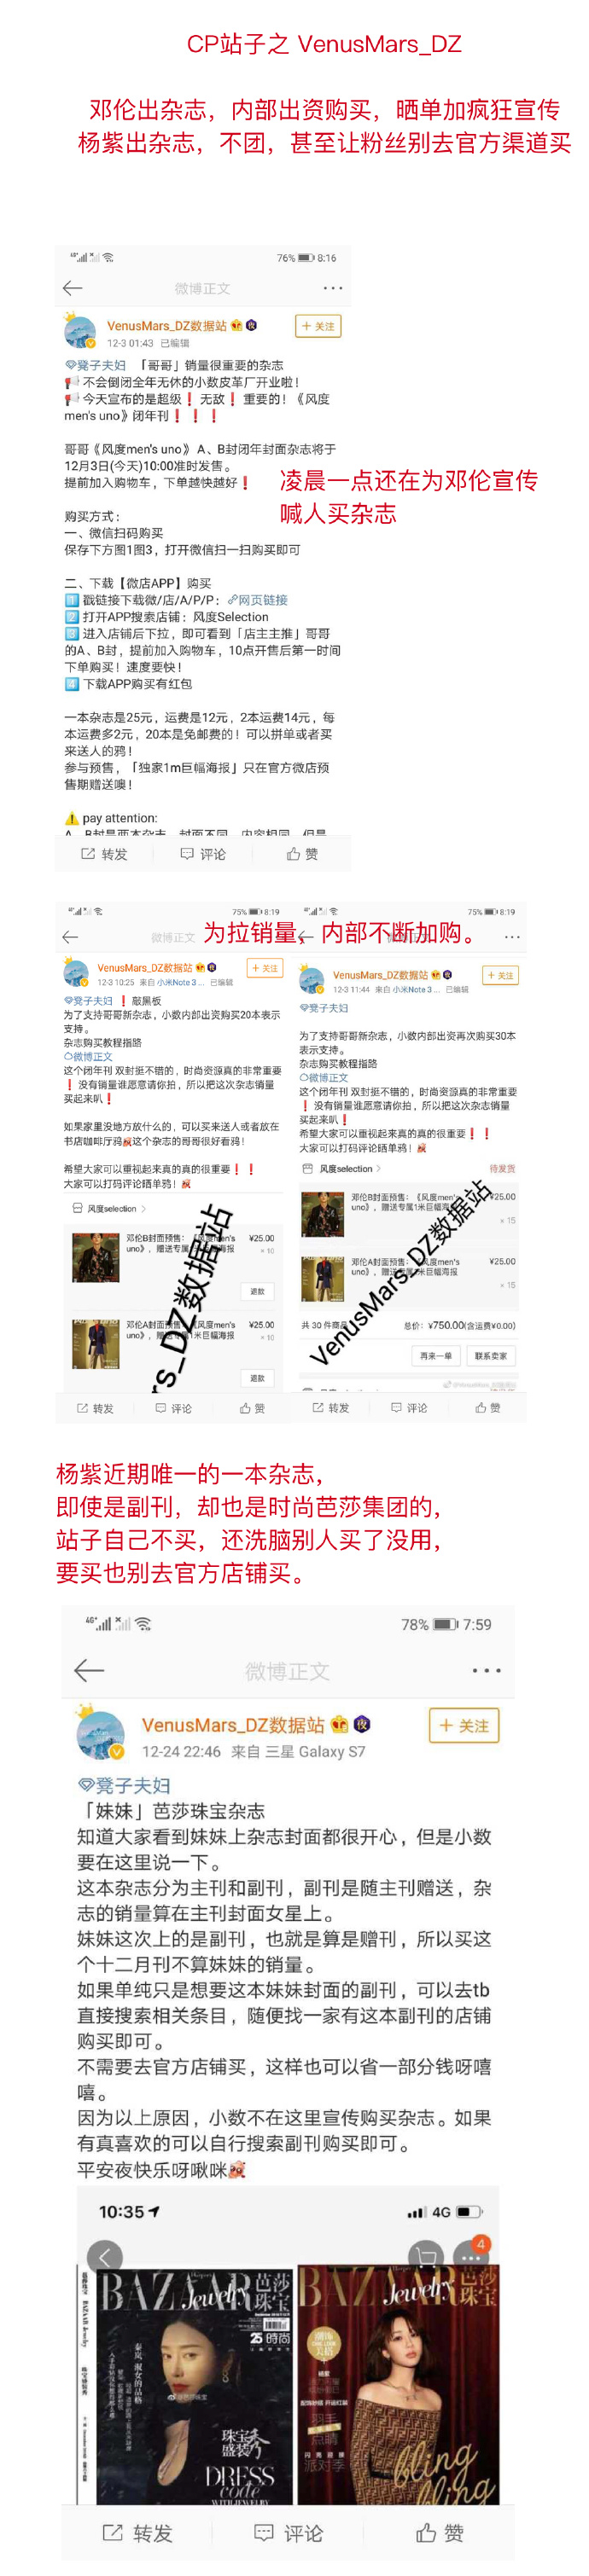 CP站子之 VenusMars_DZ
邓伦出杂志，内部出资购买，晒单加疯狂宣传
杨紫出杂志，不团，甚至让粉丝别去官方渠道买
76% 8:16
微博正文
VenusMars_DZ数据站
12-3 01:43 已编辑
+ 关注
凳子夫妇 「哥哥」销量很重要的杂志
📢 不会倒闭全年无休的小数皮革厂开业啦！
📢 今天宣布的是超级❗ 无敌❗ 重要的！《风度
men's uno》闭年刊❗ ❗ ❗
哥哥《风度men's uno》 A、B封闭年封面杂志将于
12月3日(今天)10:00准时发售。
提前加入购物车，下单越快越好❗
凌晨一点还在为邓伦宣传
喊人买杂志
购买方式：
一、微信扫码购买
保存下方图1图3，打开微信扫一扫购买即可
二、下载【微店APP】购买
1 戳链接下载微/店/A/P/P：网页链接
2 打开APP搜索店铺：风度Selection
3 进入店铺后下拉，即可看到「店主主推」哥哥
的A、B封，提前加入购物车，10点开售后第一时间
下单购买！速度要快！
4 下载APP购买有红包
一本杂志是25元，运费是12元，2本运费14元，每
本运费多2元，20本是免邮费的！可以拼单或者买
来送人的鸦！
参与预售，「独家1m巨幅海报」只在官方微店预
售期赠送噢！
⚠️ pay attention:
A、B封是两本杂志，封面不同，内容相同，但是
转发 评论 赞
为拉销量，内部不断加购。
75% 8:19
微博正文
VenusMars_DZ数据站
+ 关注
12-3 10:25 来自 小米Note 3 ... 已编辑
凳子夫妇 ❗ 敲黑板
为了支持哥哥新杂志，小数内部出资购买20本表示
支持。
杂志购买教程指路
微博正文
这个闭年刊 双封挺不错的，时尚资源真的非常重要
❗ 没有销量谁愿意请你拍，所以把这次杂志销量
买起来叭❗
如果家里没地方放什么的，可以买来送人或者放在
书店咖啡厅鸦这个杂志的哥哥很好看鸦！
希望大家可以重视起来真的真的很重要❗ ❗
大家可以打码评论晒单鸦！
风度selection >
邓伦B封面预售：《风度men's
uno》，赠送专属1米巨幅海报
¥25.00
× 10
退款
邓伦A封面预售：《风度men's
uno》，赠送专属1米巨幅海报
¥25.00
× 10
退款
rs_DZ数据站
转发 评论 赞
75% 8:19
VenusMars_DZ数据站
+ 关注
12-3 11:44 来自 小米Note 3 ... 已编辑
凳子夫妇
为了支持哥哥新杂志，小数内部出资再次购买30本
表示支持。
杂志购买教程指路
微博正文
这个闭年刊 双封挺不错的，时尚资源真的非常重要
❗ 没有销量谁愿意请你拍，所以把这次杂志销量
买起来叭❗
希望大家可以重视起来真的真的很重要❗ ❗
大家可以打码评论晒单鸦！
风度selection >
待发货
邓伦B封面预售：《风度men's
uno》，赠送专属1米巨幅海报
¥25.00
× 15
邓伦A封面预售：《风度men's
uno》，赠送专属1米巨幅海报
¥25.00
× 15
共 30 件商品 总价：¥750.00(含运费¥0.00)
再来一单 联系卖家
VenusMars_DZ数据站
转发 评论 赞
杨紫近期唯一的一本杂志，
即使是副刊，却也是时尚芭莎集团的，
站子自己不买，还洗脑别人买了没用，
要买也别去官方店铺买。
4G+ 78% 7:59
微博正文
VenusMars_DZ数据站
+ 关注
12-24 22:46 来自 三星 Galaxy S7
凳子夫妇
「妹妹」芭莎珠宝杂志
知道大家看到妹妹上杂志封面都很开心，但是小数
要在这里说一下。
这本杂志分为主刊和副刊，副刊是随主刊赠送，杂
志的销量算在主刊封面女星上。
妹妹这次上的是副刊，也就是算是赠刊，所以买这
个十二月刊不算妹妹的销量。
如果单纯只是想要这本妹妹封面的副刊，可以去tb
直接搜索相关条目，随便找一家有这本副刊的店铺
购买即可。
不需要去官方店铺买，这样也可以省一部分钱呀嘻
嘻。
因为以上原因，小数不在这里宣传购买杂志。如果
有真喜欢的可以自行搜索副刊购买即可。
平安夜快乐呀啾咪
10:35 4G
4
BAZAAR 芭莎
Jewelry 珠宝
25 時尚
秦岚，淑女的品格
珠宝秀
盛装
DRESS
code
WITH JEWELRY
BAZAAR 芭莎
Jewelry 珠宝
派对季
bling
bling
转发 评论 赞